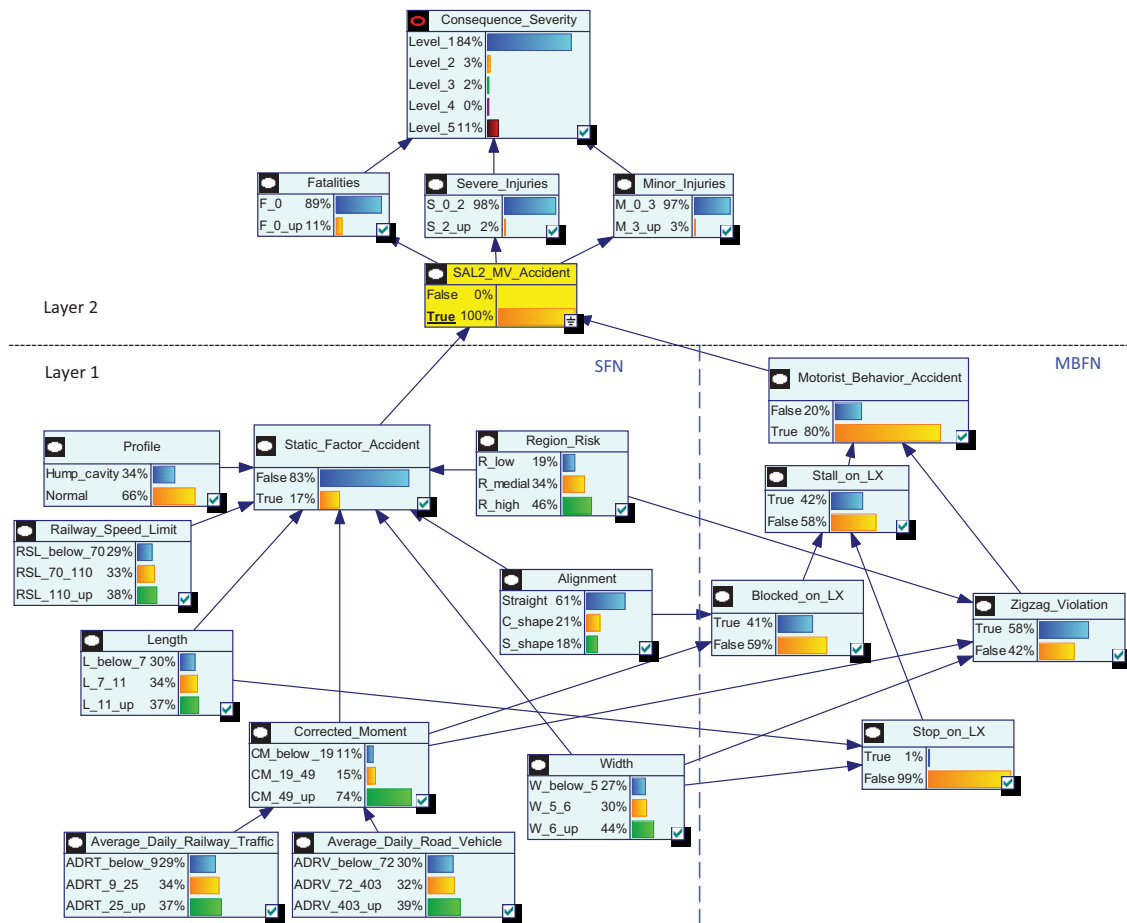 Consequence_Severity
Level_1 84%
Level_2 3%
Level_3 2%
Level_4 0%
Level_5 11%
Fatalities
F_0 89%
F_0_up 11%
Severe_Injuries
S_0_2 98%
S_2_up 2%
Minor_Injuries
M_0_3 97%
M_3_up 3%
SAL2_MV_Accident
False 0%
True 100%
Layer 2
Layer 1
SFN
MBFN
Motorist_Behavior_Accident
False 20%
True 80%
Profile
Hump_cavity 34%
Normal 66%
Static_Factor_Accident
False 83%
True 17%
Region_Risk
R_low 19%
R_medial 34%
R_high 46%
Stall_on_LX
True 42%
False 58%
Railway_Speed_Limit
RSL_below_70 29%
RSL_70_110 33%
RSL_110_up 38%
Alignment
Straight 61%
C_shape 21%
S_shape 18%
Blocked_on_LX
True 41%
False 59%
Zigzag_Violation
True 58%
False 42%
Length
L_below_7 30%
L_7_11 34%
L_11_up 37%
Corrected_Moment
CM_below_19 11%
CM_19_49 15%
CM_49_up 74%
Stop_on_LX
True 1%
False 99%
Width
W_below_5 27%
W_5_6 30%
W_6_up 44%
Average_Daily_Railway_Traffic
ADRT_below_9 29%
ADRT_9_25 34%
ADRT_25_up 37%
Average_Daily_Road_Vehicle
ADRV_below_72 30%
ADRV_72_403 32%
ADRV_403_up 39%